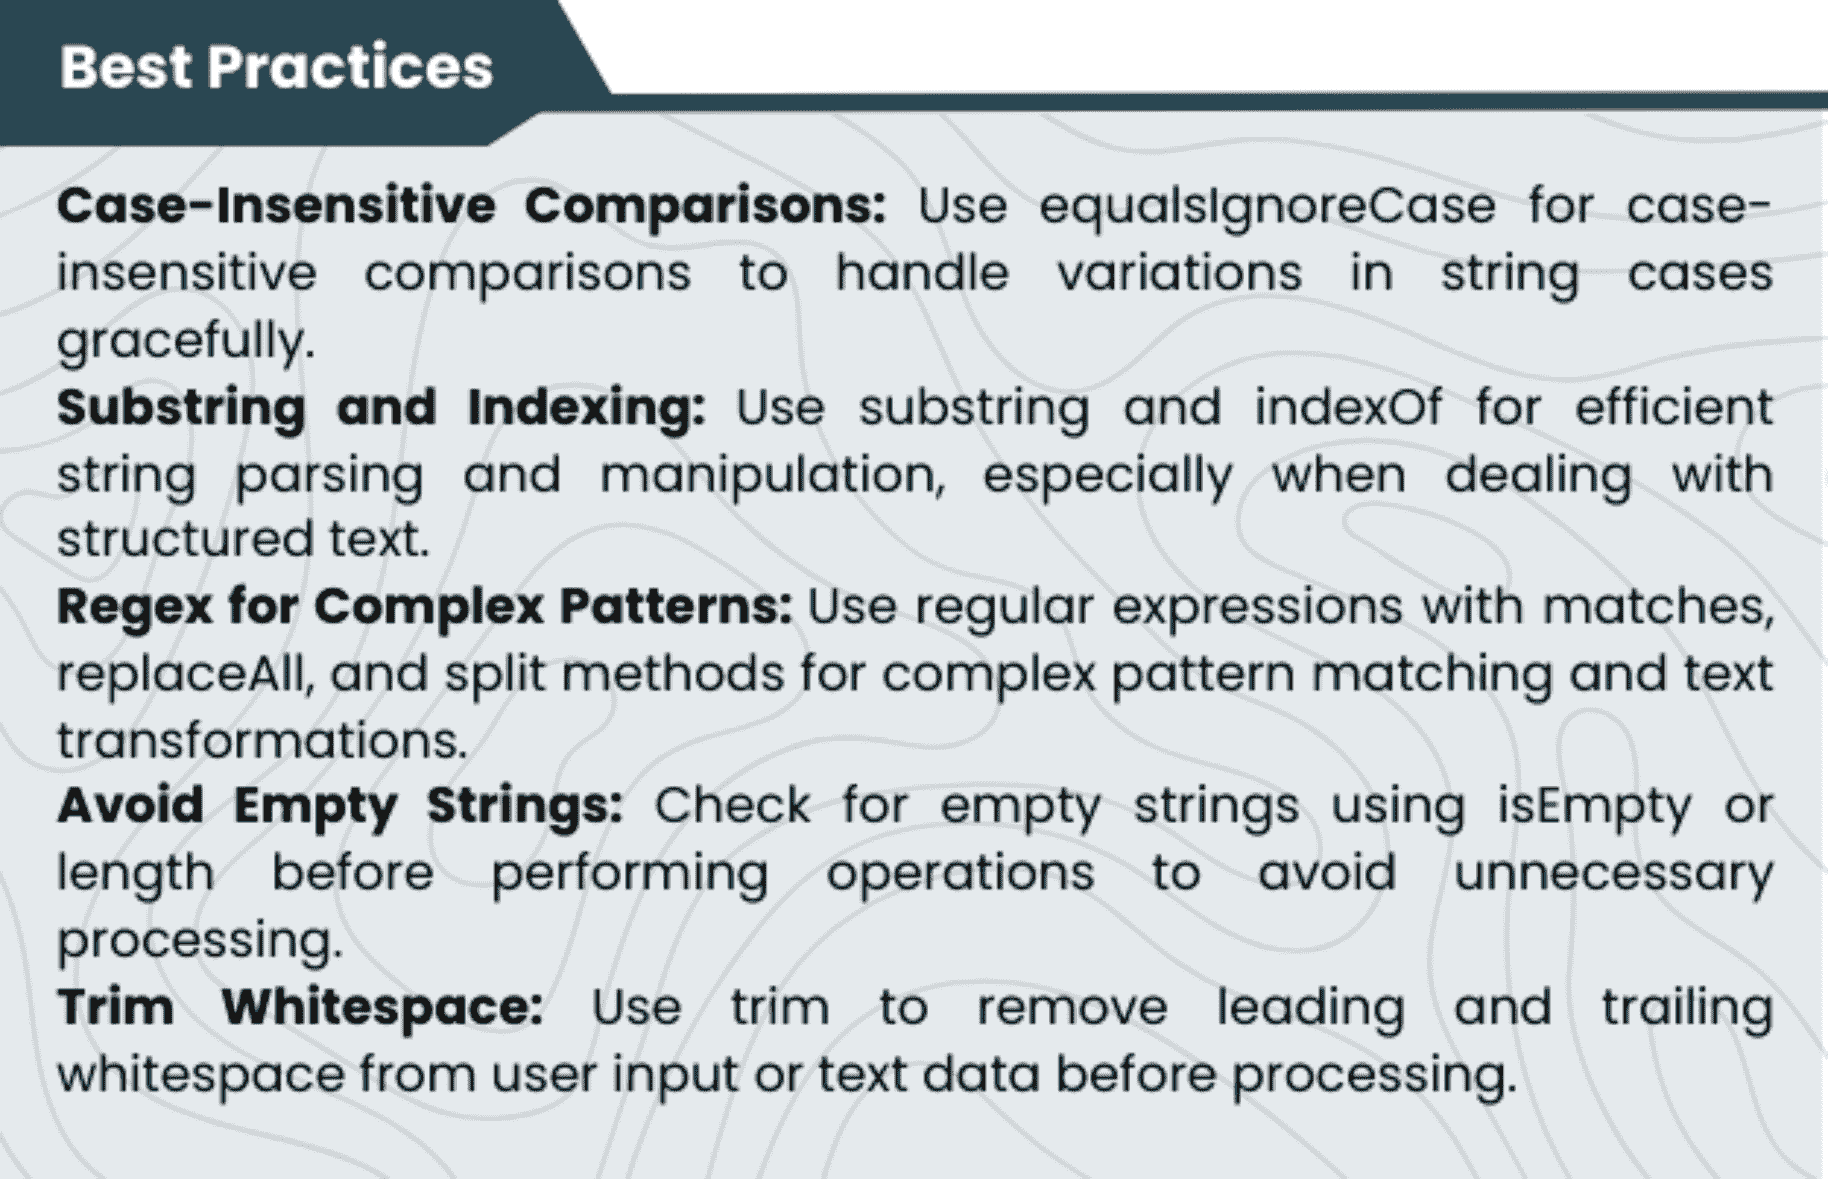 Best Practices
Case-Insensitive Comparisons: Use equalsIgnoreCase for case-
insensitive comparisons to handle variations in string cases
gracefully.
Substring and Indexing: Use substring and indexOf for efficient
string parsing and manipulation, especially when dealing with
structured text.
Regex for Complex Patterns: Use regular expressions with matches,
replaceAll, and split methods for complex pattern matching and text
transformations.
Avoid Empty Strings: Check for empty strings using isEmpty or
length before performing operations to avoid unnecessary
processing.
Trim Whitespace: Use trim to remove leading and trailing
whitespace from user input or text data before processing.